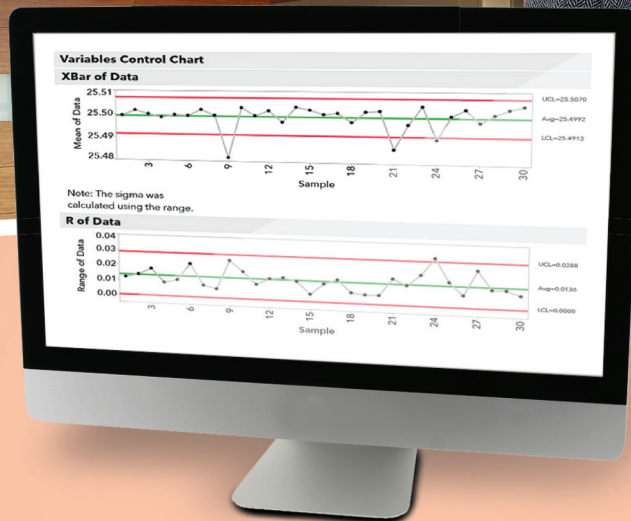 Variables Control Chart
XBar of Data
Mean of Data
25.51
25.50
25.49
25.48
UCL=25.5070
Avg=25.4992
LCL=25.4913
3 6 9 12 15 18 21 24 27 30
Sample
Note: The sigma was
calculated using the range.
R of Data
Range of Data
0.04
0.03
0.02
0.01
0.00
UCL=0.0288
Avg=0.0136
LCL=0.0000
3 6 9 12 15 18 21 24 27 30
Sample